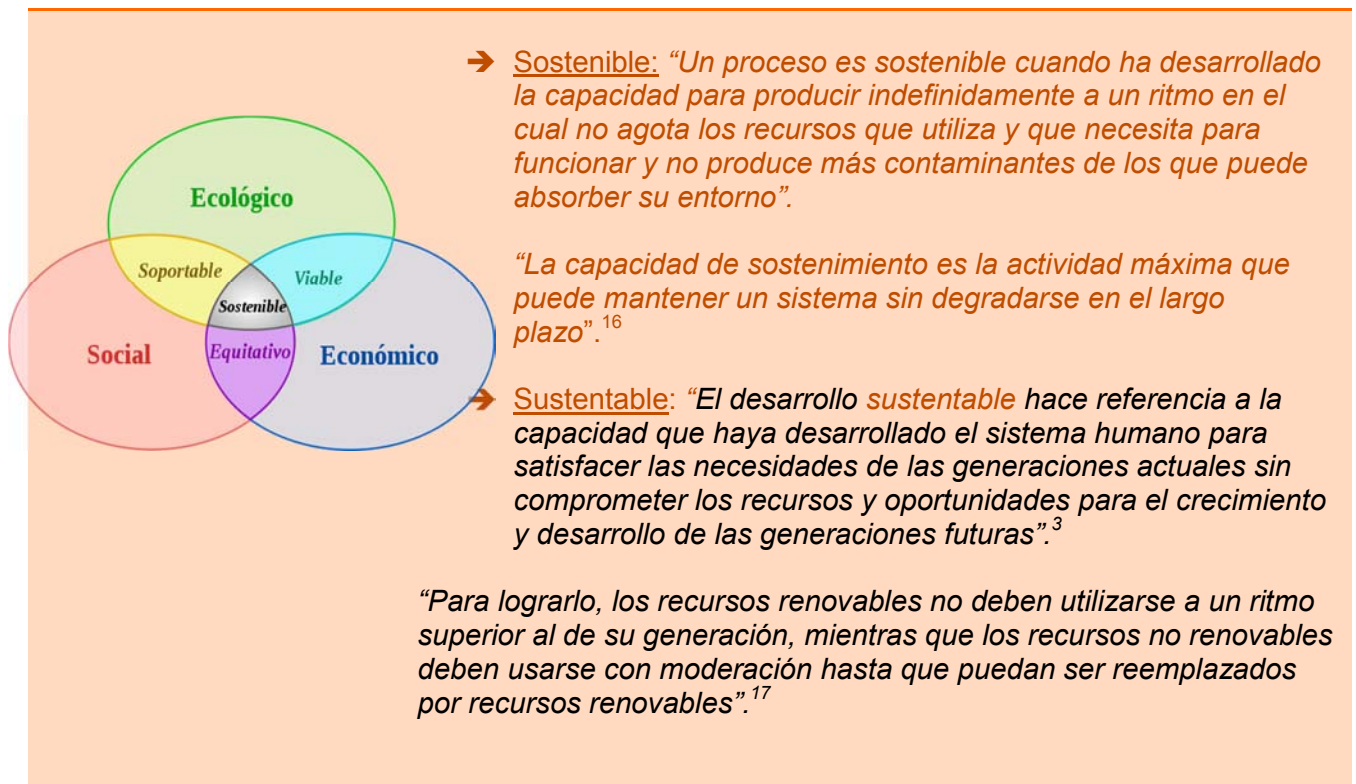 ➔ Sostenible: “Un proceso es sostenible cuando ha desarrollado
la capacidad para producir indefinidamente a un ritmo en el
cual no agota los recursos que utiliza y que necesita para
funcionar y no produce más contaminantes de los que puede
absorber su entorno”.
“La capacidad de sostenimiento es la actividad máxima que
puede mantener un sistema sin degradarse en el largo
plazo”.16
Ecológico
Soportable
Viable
Sostenible
Social
Equitativo
Económico
➔ Sustentable: “El desarrollo sustentable hace referencia a la
capacidad que haya desarrollado el sistema humano para
satisfacer las necesidades de las generaciones actuales sin
comprometer los recursos y oportunidades para el crecimiento
y desarrollo de las generaciones futuras”.3
“Para lograrlo, los recursos renovables no deben utilizarse a un ritmo
superior al de su generación, mientras que los recursos no renovables
deben usarse con moderación hasta que puedan ser reemplazados
por recursos renovables”.17